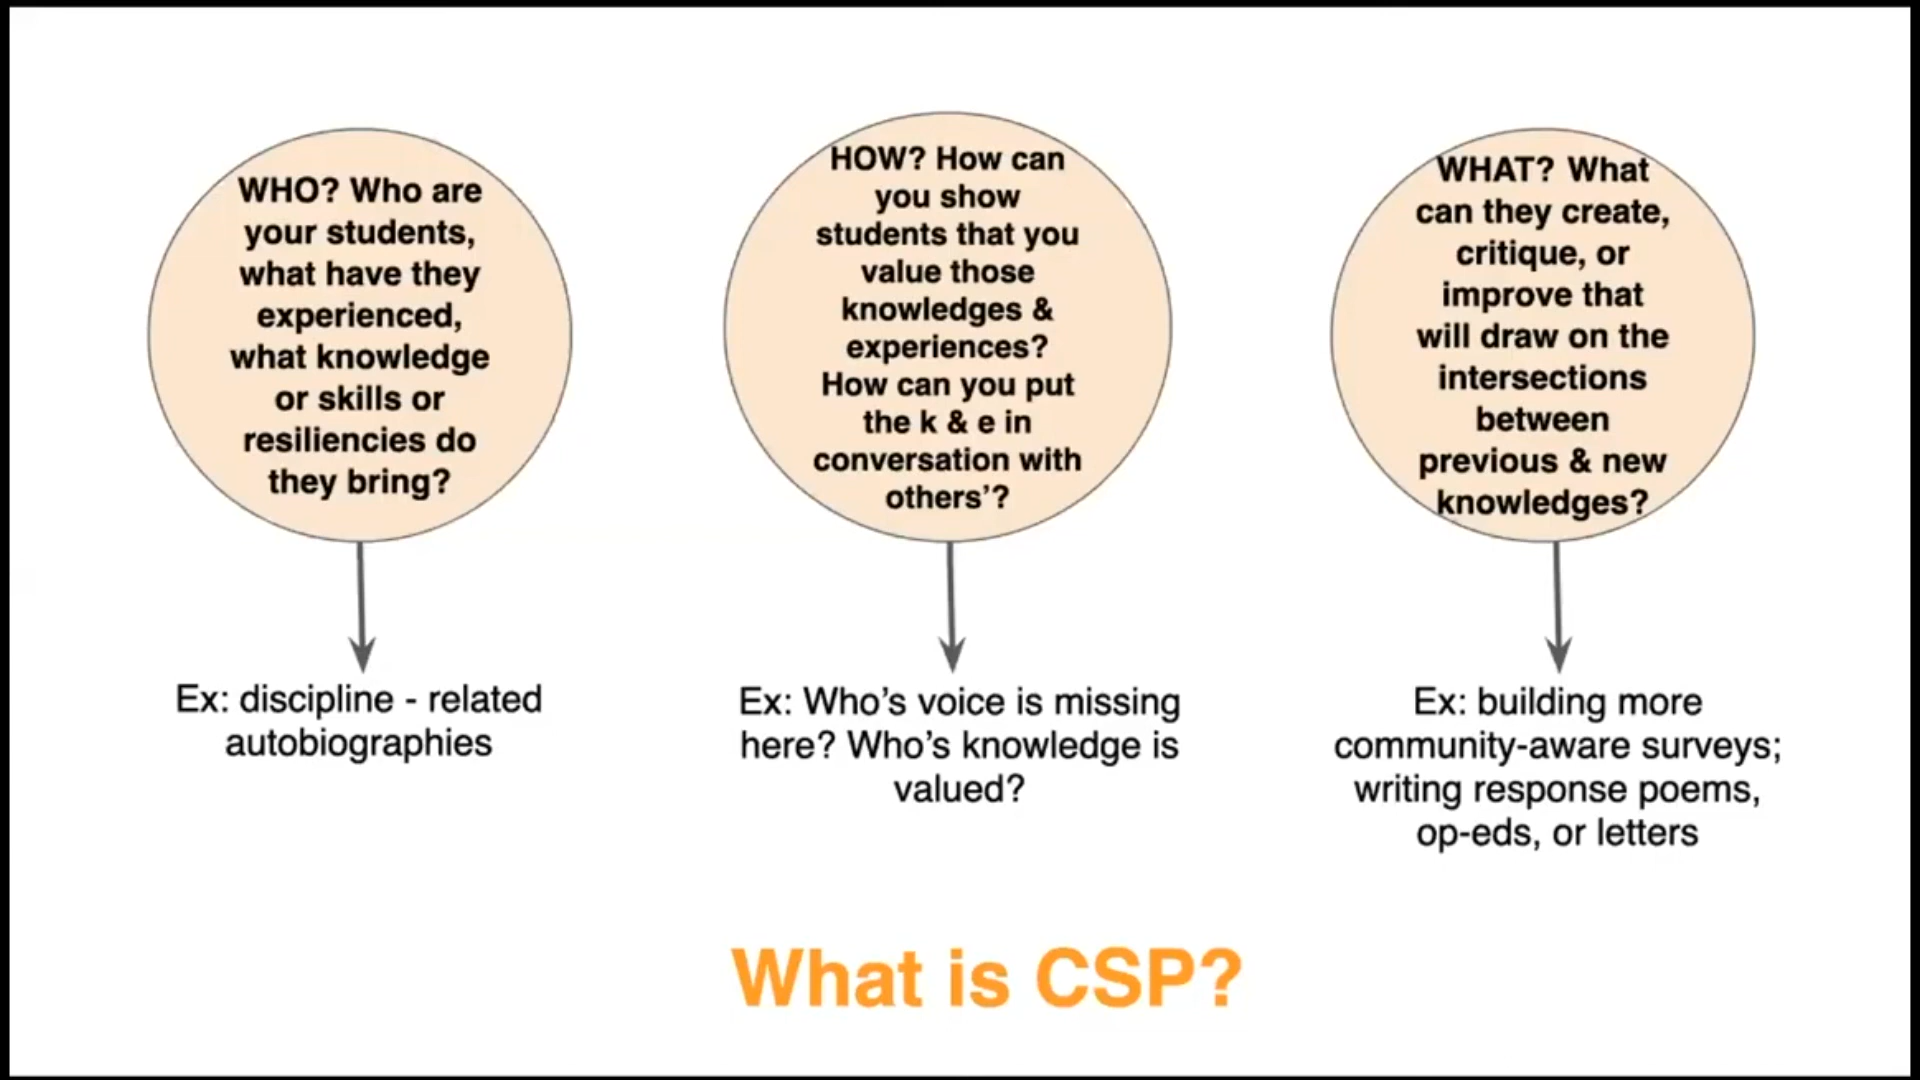 WHO? Who are
your students,
what have they
experienced,
what knowledge
or skills or
resiliencies do
they bring?
HOW? How can
you show
students that you
value those
knowledges &
experiences?
How can you put
the k & e in
conversation with
others’?
WHAT? What
can they create,
critique, or
improve that
will draw on the
intersections
between
previous & new
knowledges?
Ex: discipline - related
autobiographies
Ex: Who’s voice is missing
here? Who’s knowledge is
valued?
Ex: building more
community-aware surveys;
writing response poems,
op-eds, or letters
What is CSP?